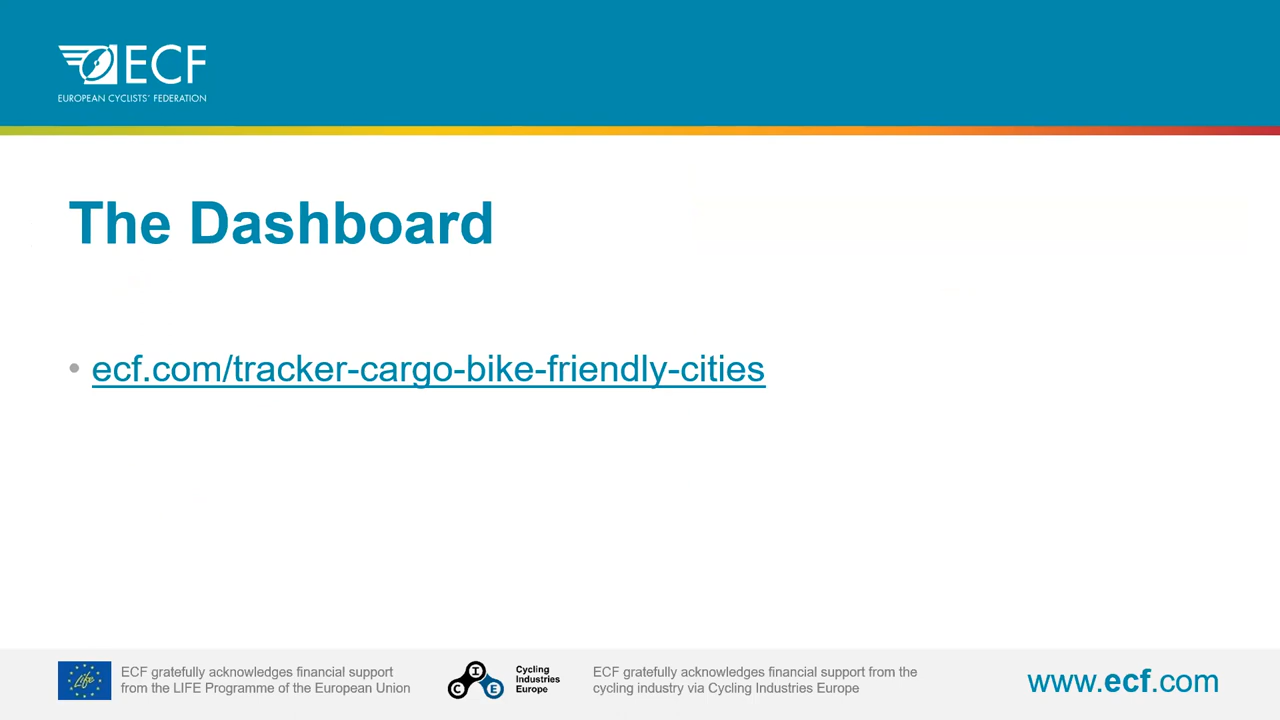 ECF
EUROPEAN CYCLISTS' FEDERATION
The Dashboard
• ecf.com/tracker-cargo-bike-friendly-cities
Life
ECF gratefully acknowledges financial support
from the LIFE Programme of the European Union
C I E
Cycling
Industries
Europe
ECF gratefully acknowledges financial support from the
cycling industry via Cycling Industries Europe
www.ecf.com